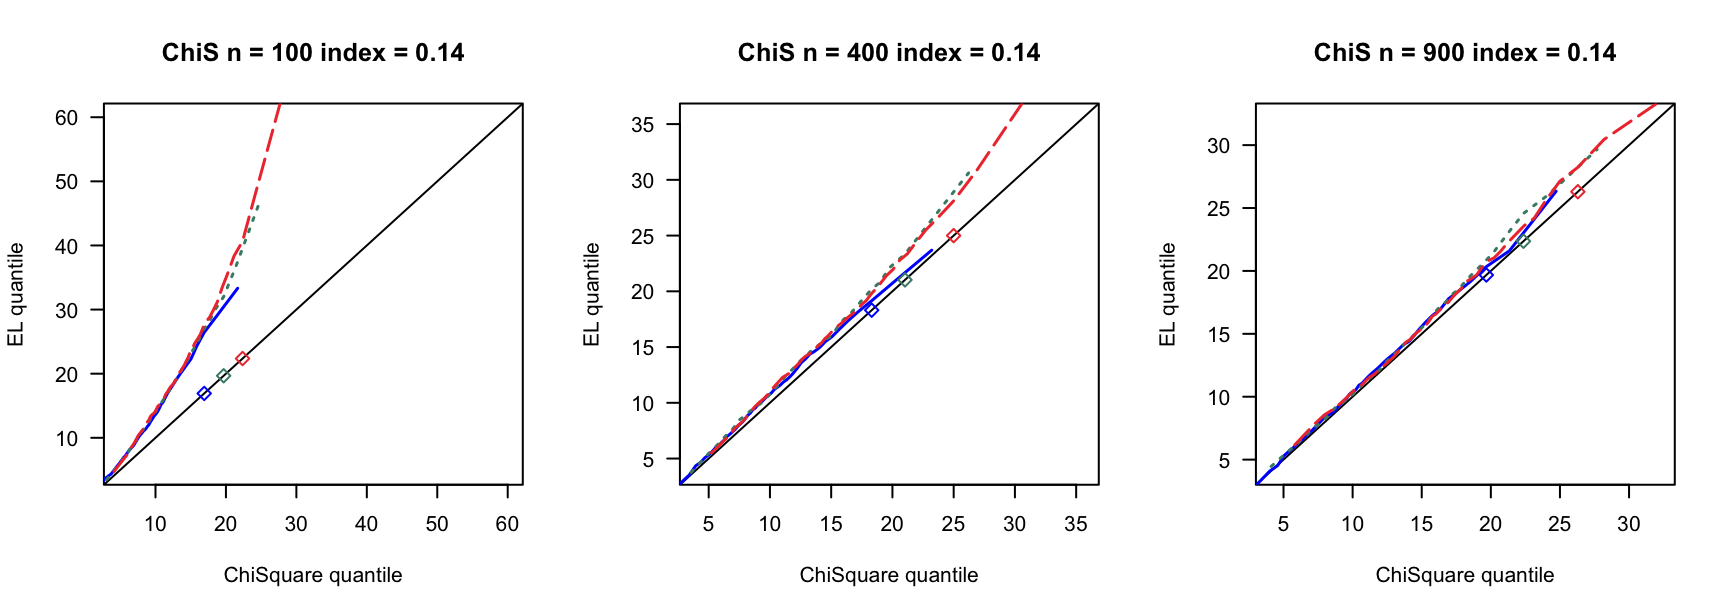 ChiS n = 100 index = 0.14
60
50
40
30
20
10
EL quantile
10 20 30 40 50 60
ChiSquare quantile
ChiS n = 400 index = 0.14
35
30
25
20
15
10
5
EL quantile
5 10 15 20 25 30 35
ChiSquare quantile
ChiS n = 900 index = 0.14
30
25
20
15
10
5
EL quantile
5 10 15 20 25 30
ChiSquare quantile